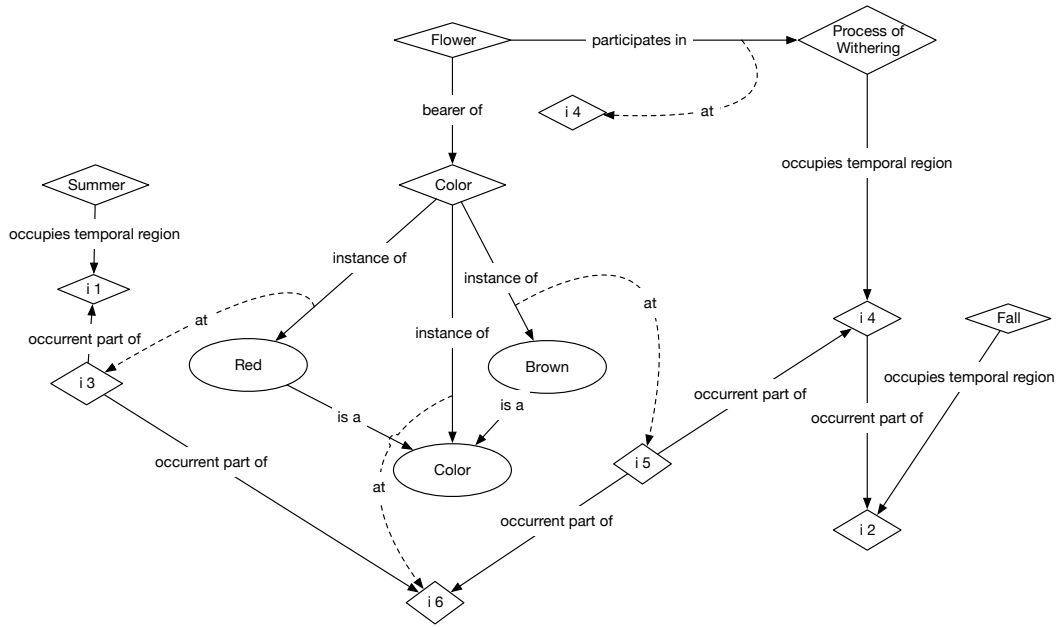 Flower
participates in
Process of
Withering
i 4
at
bearer of
occupies temporal region
Summer
Color
occupies temporal region
instance of
instance of
i 1
at
at
i 4
Fall
occurrent part of
instance of
Red
Brown
i 3
occupies temporal region
occurrent part of
is a
is a
occurrent part of
occurrent part of
Color
i 5
at
occurrent part of
i 2
i 6